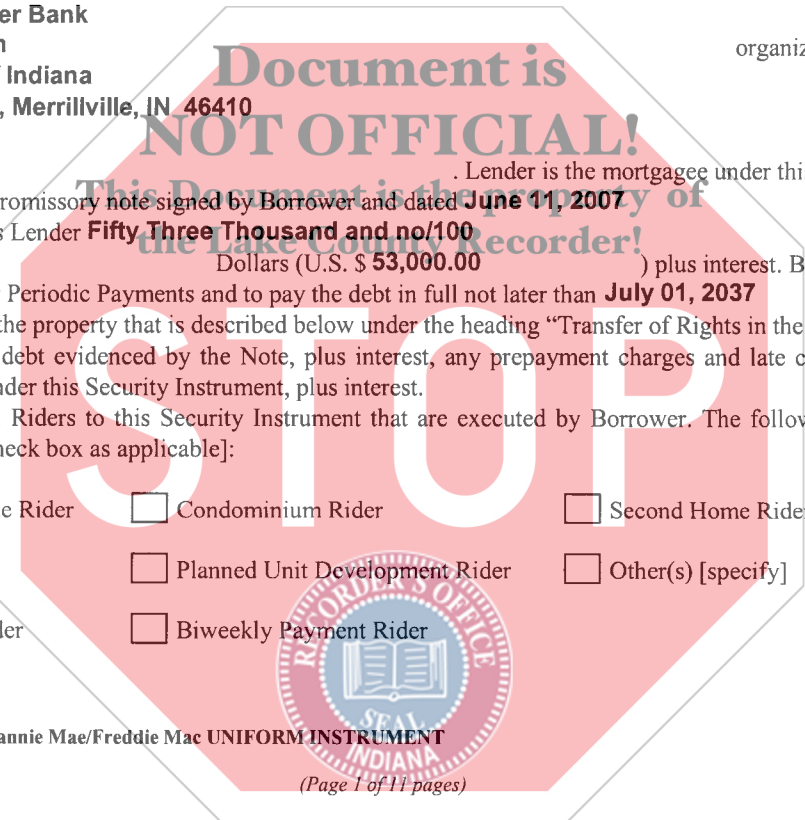 er Bank
organiz
Indiana
, Merrillville, IN 46410
Document is
NOT OFFICIAL!
. Lender is the mortgagee under thi
This Document is the property of
romissory note signed by Borrower and dated June 11, 2007
s Lender Fifty Three Thousand and no/100
the Lake County Recorder!
Dollars (U.S. $ 53,000.00 ) plus interest. B
Periodic Payments and to pay the debt in full not later than July 01, 2037
the property that is described below under the heading “Transfer of Rights in the
debt evidenced by the Note, plus interest, any prepayment charges and late c
nder this Security Instrument, plus interest.
Riders to this Security Instrument that are executed by Borrower. The follow
heck box as applicable]:
STOP
e Rider Condominium Rider Second Home Rider
Planned Unit Development Rider Other(s) [specify]
der Biweekly Payment Rider
RECORDER'S OFFICE
SEAL
INDIANA
annie Mae/Freddie Mac UNIFORM INSTRUMENT
(Page 1 of 11 pages)